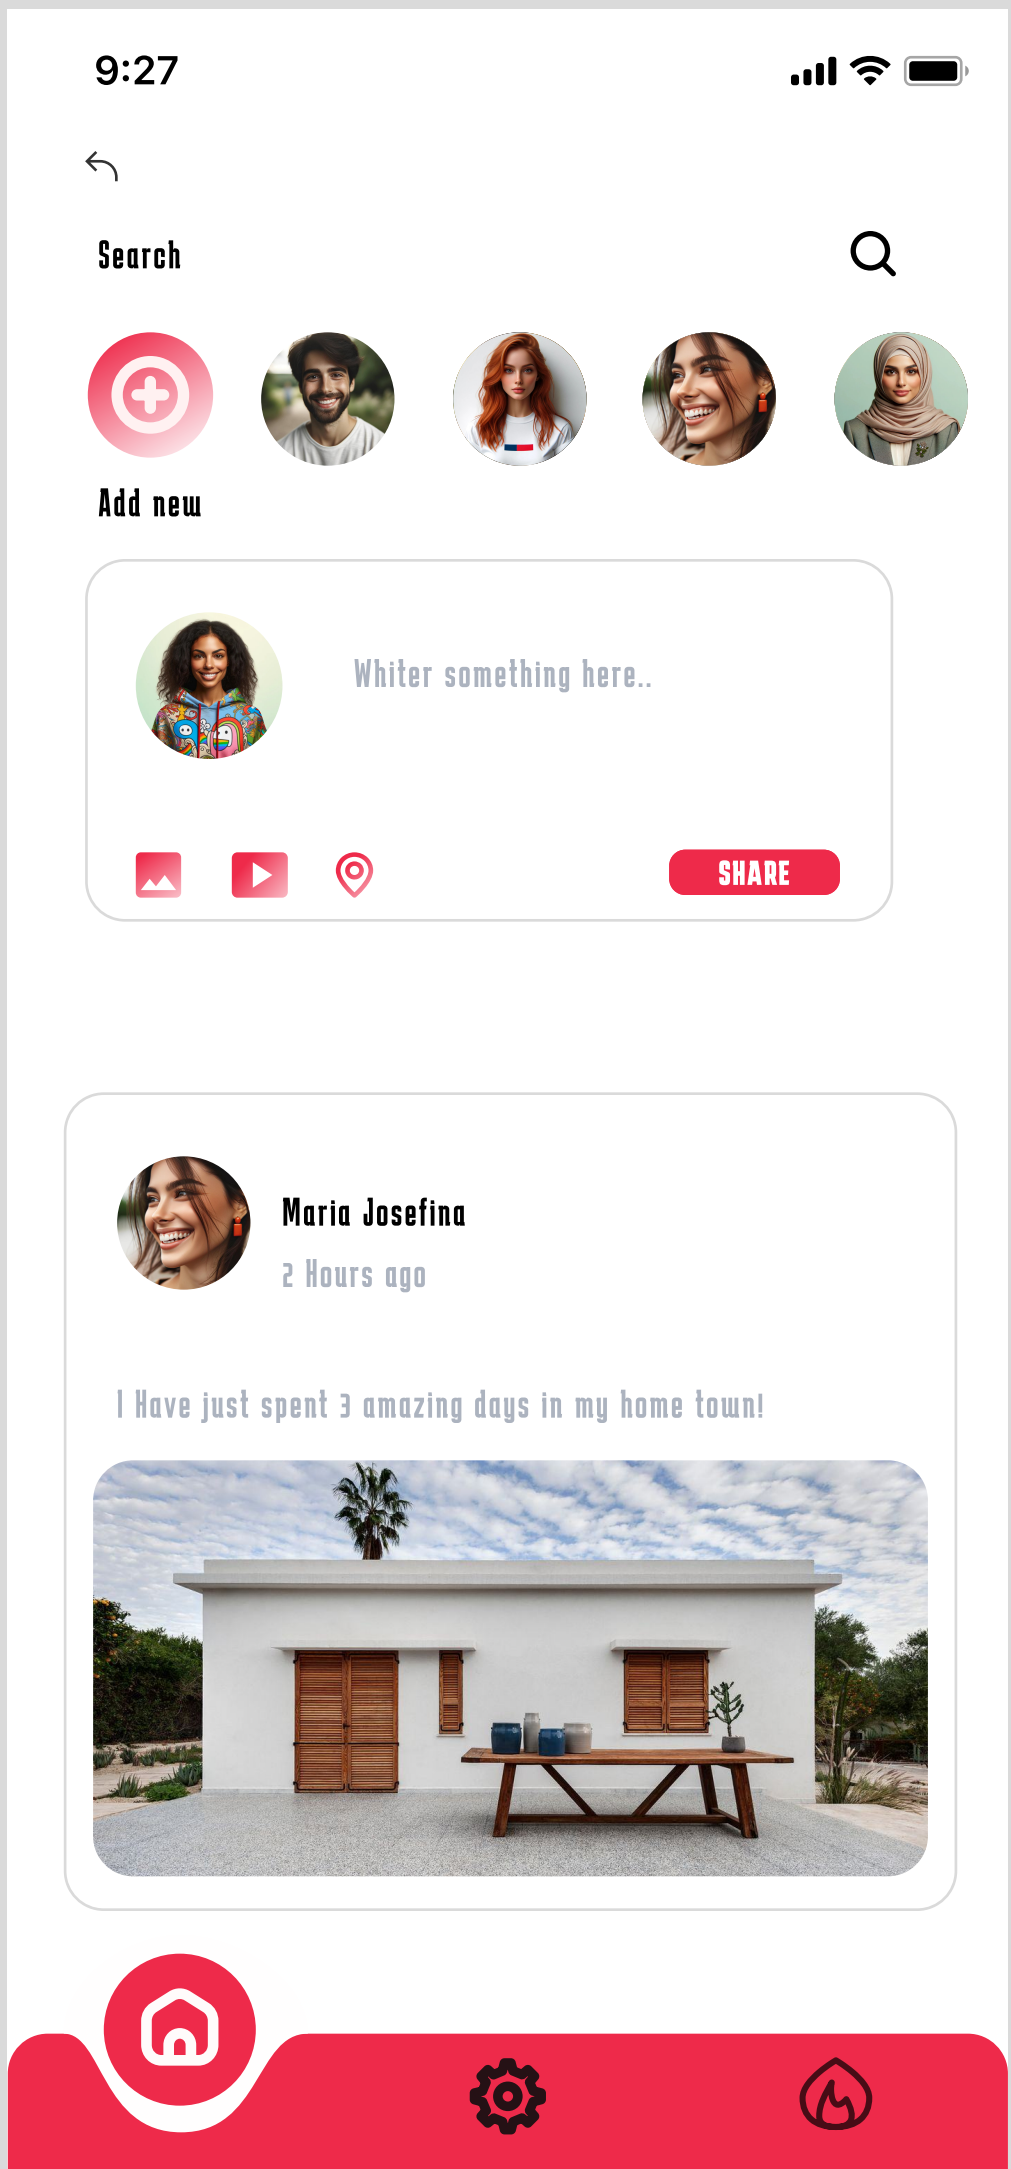 9:27
Search
Add new
Whiter something here..
SHARE
Maria Josefina
2 Hours ago
I Have just spent 3 amazing days in my home town!